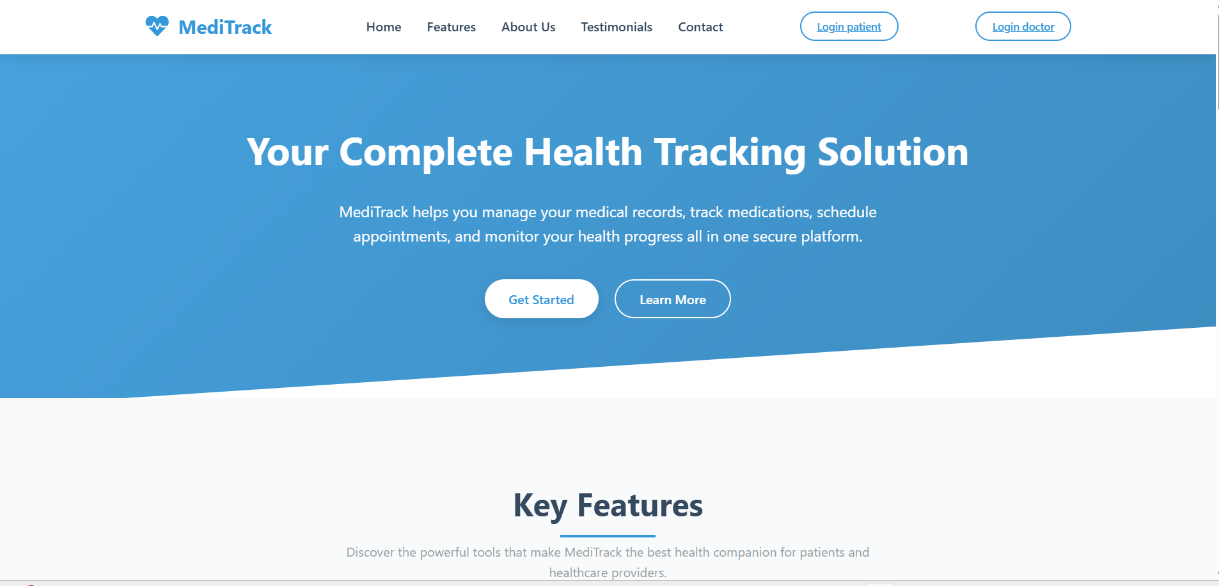 MediTrack
Home
Features
About Us
Testimonials
Contact
Login patient
Login doctor
Your Complete Health Tracking Solution
MediTrack helps you manage your medical records, track medications, schedule
appointments, and monitor your health progress all in one secure platform.
Get Started
Learn More
Key Features
Discover the powerful tools that make MediTrack the best health companion for patients and
healthcare providers.